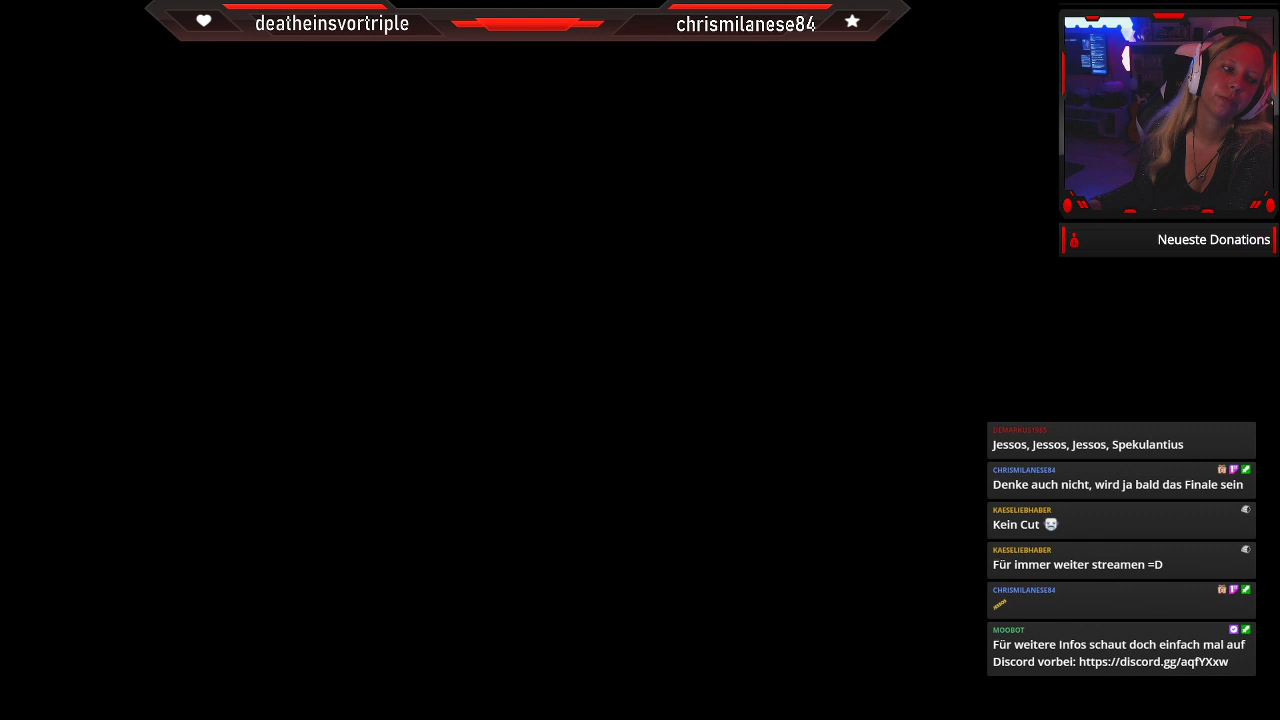 deatheinsvortriple
chrismilanese84
Neueste Donations
DEMARKUS1985
Jessos, Jessos, Jessos, Spekulantius
CHRISMILANESE84
Denke auch nicht, wird ja bald das Finale sein
KAESELIEBHABER
Kein Cut
KAESELIEBHABER
Für immer weiter streamen =D
CHRISMILANESE84
MOOBOT
Für weitere Infos schaut doch einfach mal auf
Discord vorbei: https://discord.gg/aqfYXxw